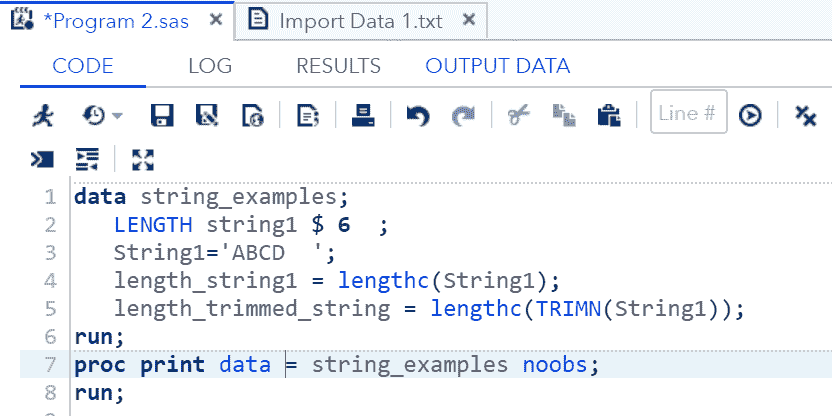 *Program 2.sas × Import Data 1.txt ×
CODE LOG RESULTS OUTPUT DATA
Line #
1 data string_examples;
2 LENGTH string1 $ 6  ;
3 String1='ABCD  ';
4 length_string1 = lengthc(String1);
5 length_trimmed_string = lengthc(TRIMN(String1));
6 run;
7 proc print data = string_examples noobs;
8 run;